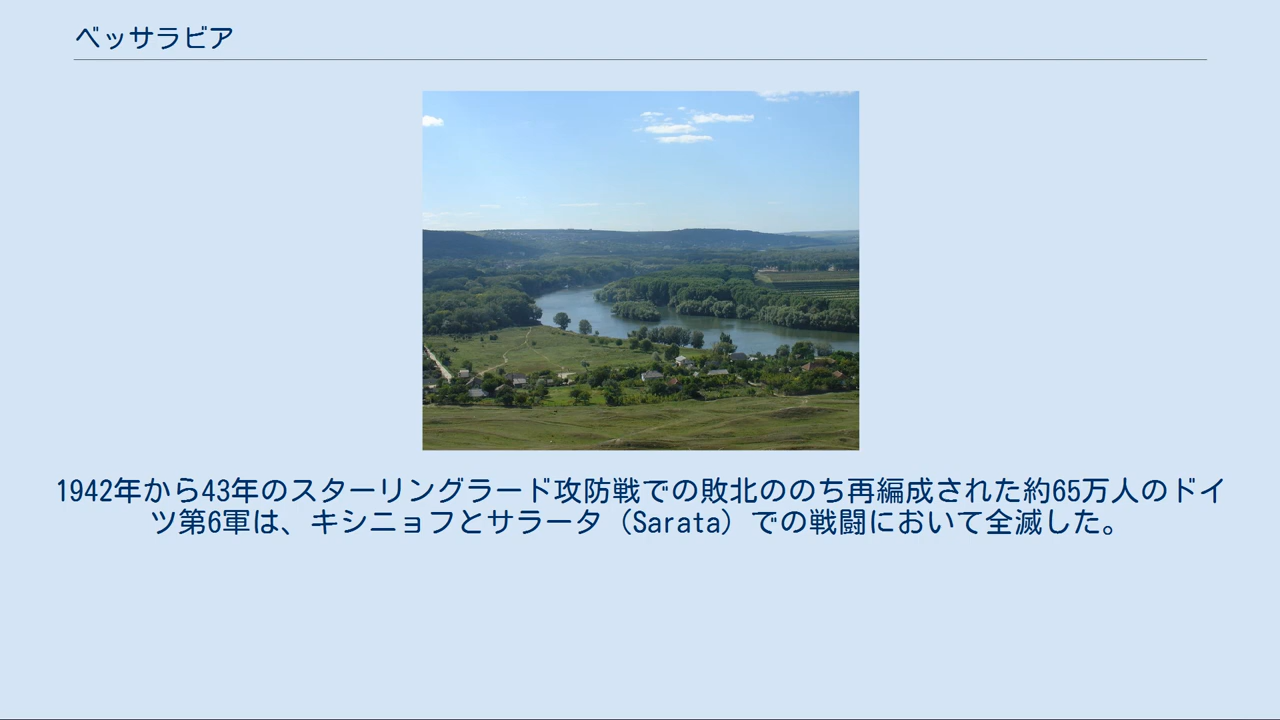 ベッサラビア
1942年から43年のスターリングラード攻防戦での敗北ののち再編成された約65万人のドイ
ツ第6軍は、キシニョフとサラータ（Sarata）での戦闘において全滅した。